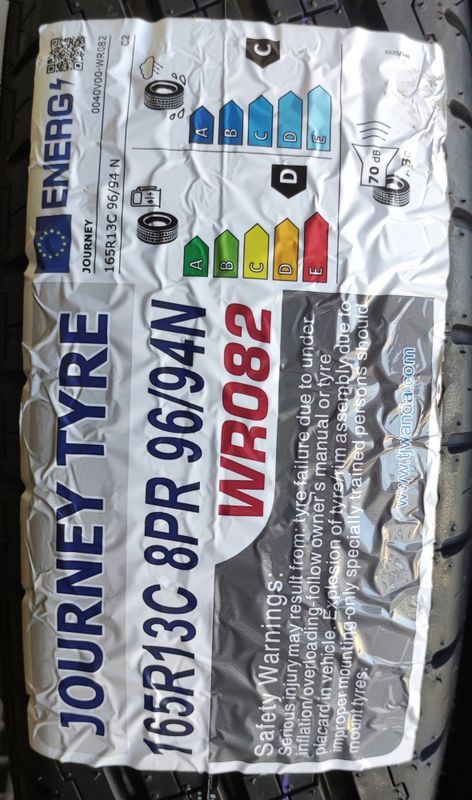 ENERG
0040V00-WR082
C2
JOURNEY
165R13C 96/94 N
D
A
B
C
D
E
C
A
B
C
D
E
70 dB
JOURNEY TYRE
165R13C 8PR 96/94N
WR082
Safety Warnings:
Serious injury may result from: tyre failure due to under
inflation/overloading-follow owner's manual or tyre
placard in vehicle. Explosion of tyre/rim assembly due to
improper mounting-only specially trained persons should
mount tyres.
www.tjwanda.com